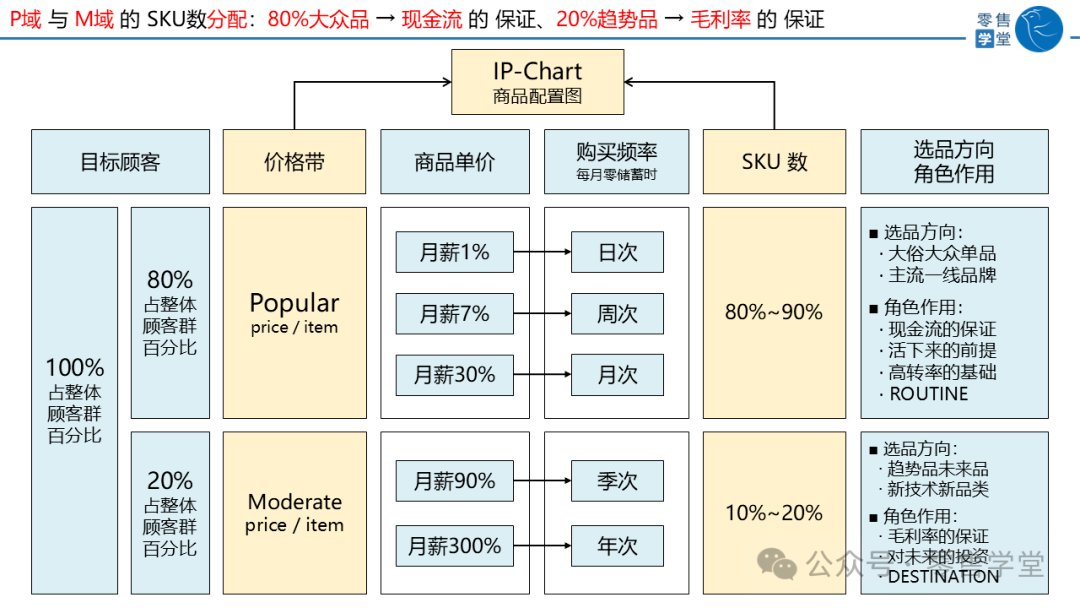 P域 与 M域 的 SKU数分配：80%大众品 → 现金流 的 保证、20%趋势品 → 毛利率 的 保证
零售
学堂
IP-Chart
商品配置图
目标顾客
价格带
商品单价
购买频率
每月零储蓄时
SKU 数
选品方向
角色作用
100%
占整体
顾客群
百分比
80%
占整体
顾客群
百分比
Popular
price / item
月薪1%
日次
月薪7%
周次
月薪30%
月次
80%~90%
■ 选品方向：
· 大俗大众单品
· 主流一线品牌
■ 角色作用：
· 现金流的保证
· 活下来的前提
· 高转率的基础
· ROUTINE
20%
占整体
顾客群
百分比
Moderate
price / item
月薪90%
季次
月薪300%
年次
10%~20%
■ 选品方向：
· 趋势品未来品
· 新技术新品类
■ 角色作用：
· 毛利率的保证
· 对未来的投资
· DESTINATION
公众号 · 零售学堂